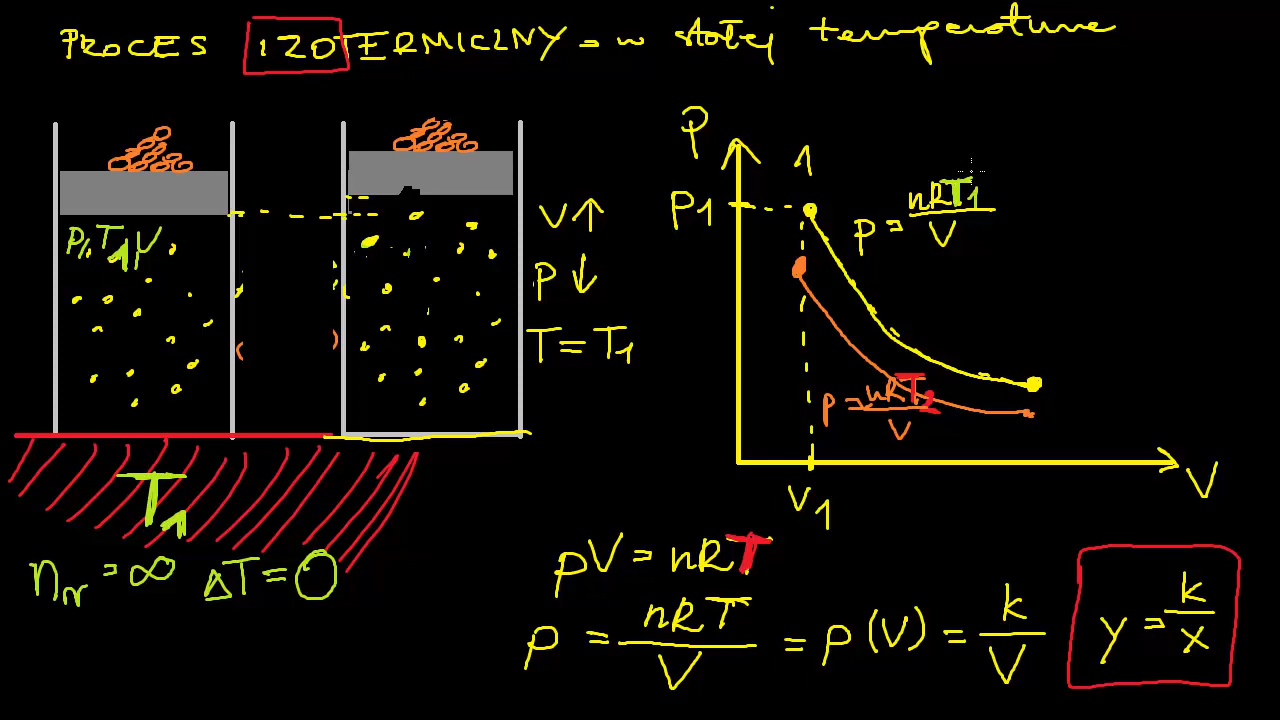 PROCES IZOTERMICZNY = w stałej temperaturze
P1, T1, V
V ↑
P ↓
T = T1
T1
nr = ∞ ΔT = 0
P
1
P1
p = nRT1/V
p = nRT2/V
V1
V
pV = nRT
p = nRT/V = p(V) = k/V
y = k/x